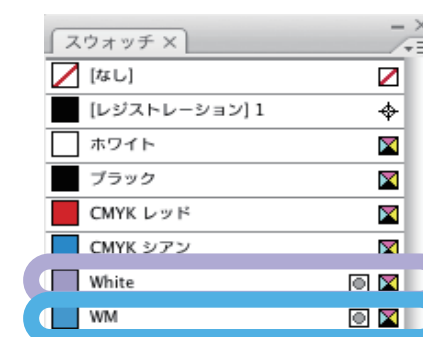 スウォッチ ×
[なし]
[レジストレーション] 1
ホワイト
ブラック
CMYK レッド
CMYK シアン
White
WM